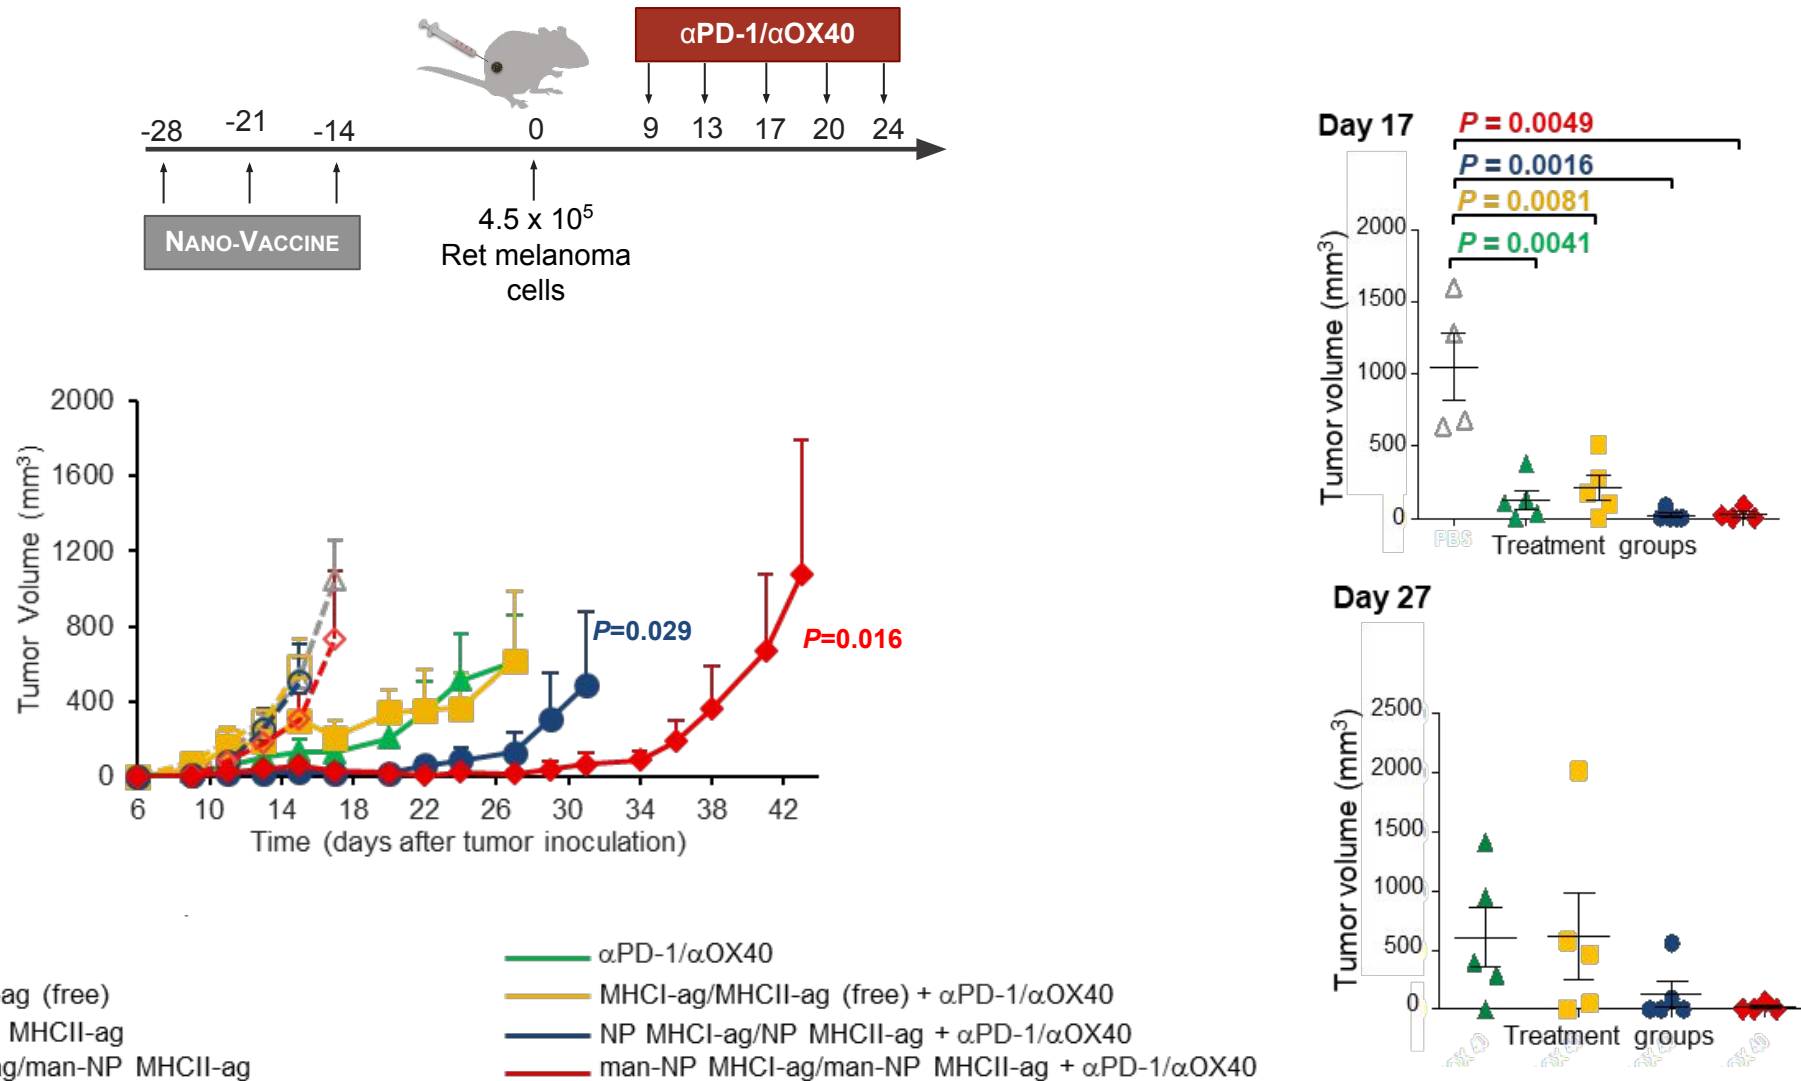 αPD-1/αOX40
-28
-21
-14
0
9
13
17
20
24
NANO-VACCINE
4.5 x 10⁵
Ret melanoma
cells
Day 17
P = 0.0049
P = 0.0016
P = 0.0081
P = 0.0041
Tumor volume (mm³)
2000
1500
1000
500
0
PBS
Treatment groups
Tumor Volume (mm³)
2000
1600
1200
800
400
0
6
10
14
18
22
26
30
34
38
42
P=0.029
P=0.016
Time (days after tumor inoculation)
Day 27
Tumor volume (mm³)
2500
2000
1500
1000
500
0
Treatment groups
αPD-1/αOX40
ag (free)
MHCI-ag/MHCII-ag (free) + αPD-1/αOX40
MHCII-ag
NP MHCI-ag/NP MHCII-ag + αPD-1/αOX40
ag/man-NP MHCII-ag
man-NP MHCI-ag/man-NP MHCII-ag + αPD-1/αOX40